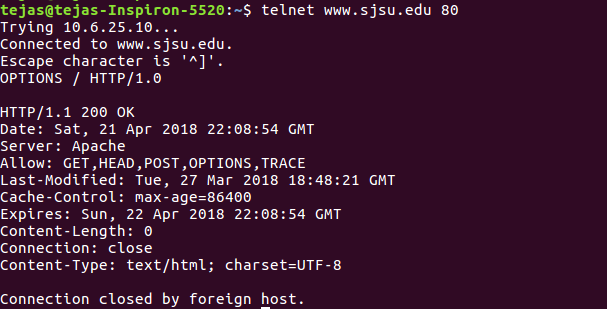 tejas@tejas-Inspiron-5520:~$ telnet www.sjsu.edu 80
Trying 10.6.25.10...
Connected to www.sjsu.edu.
Escape character is '^]'.
OPTIONS / HTTP/1.0

HTTP/1.1 200 OK
Date: Sat, 21 Apr 2018 22:08:54 GMT
Server: Apache
Allow: GET,HEAD,POST,OPTIONS,TRACE
Last-Modified: Tue, 27 Mar 2018 18:48:21 GMT
Cache-Control: max-age=86400
Expires: Sun, 22 Apr 2018 22:08:54 GMT
Content-Length: 0
Connection: close
Content-Type: text/html; charset=UTF-8

Connection closed by foreign host.